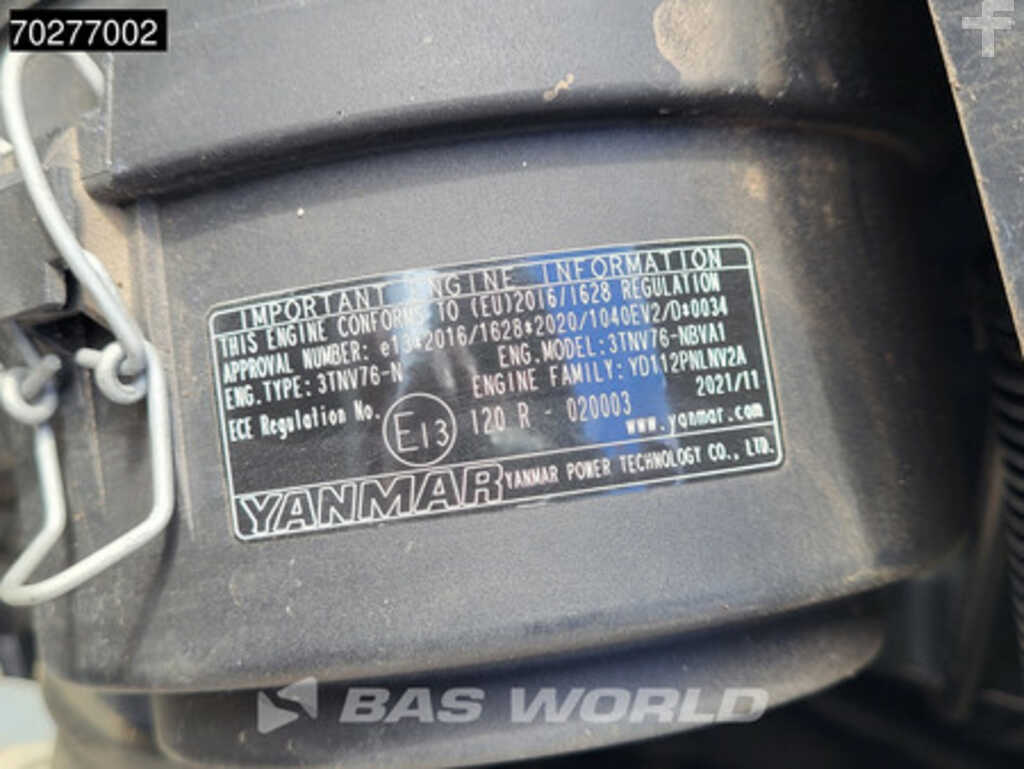 70277002
f
IMPORTANT ENGINE INFORMATION
THIS ENGINE CONFORMS TO (EU)2016/1628 REGULATION
APPROVAL NUMBER: e13*2016/1628*2020/1040EV2/D*0034
ENG. TYPE: 3TNV76-N ENG. MODEL: 3TNV76-NBVA1
ENGINE FAMILY: YD112PNLNV2A
ECE Regulation No. E13 120 R - 020003 2021/11
www.yanmar.com
YANMAR YANMAR POWER TECHNOLOGY CO., LTD.
BAS WORLD